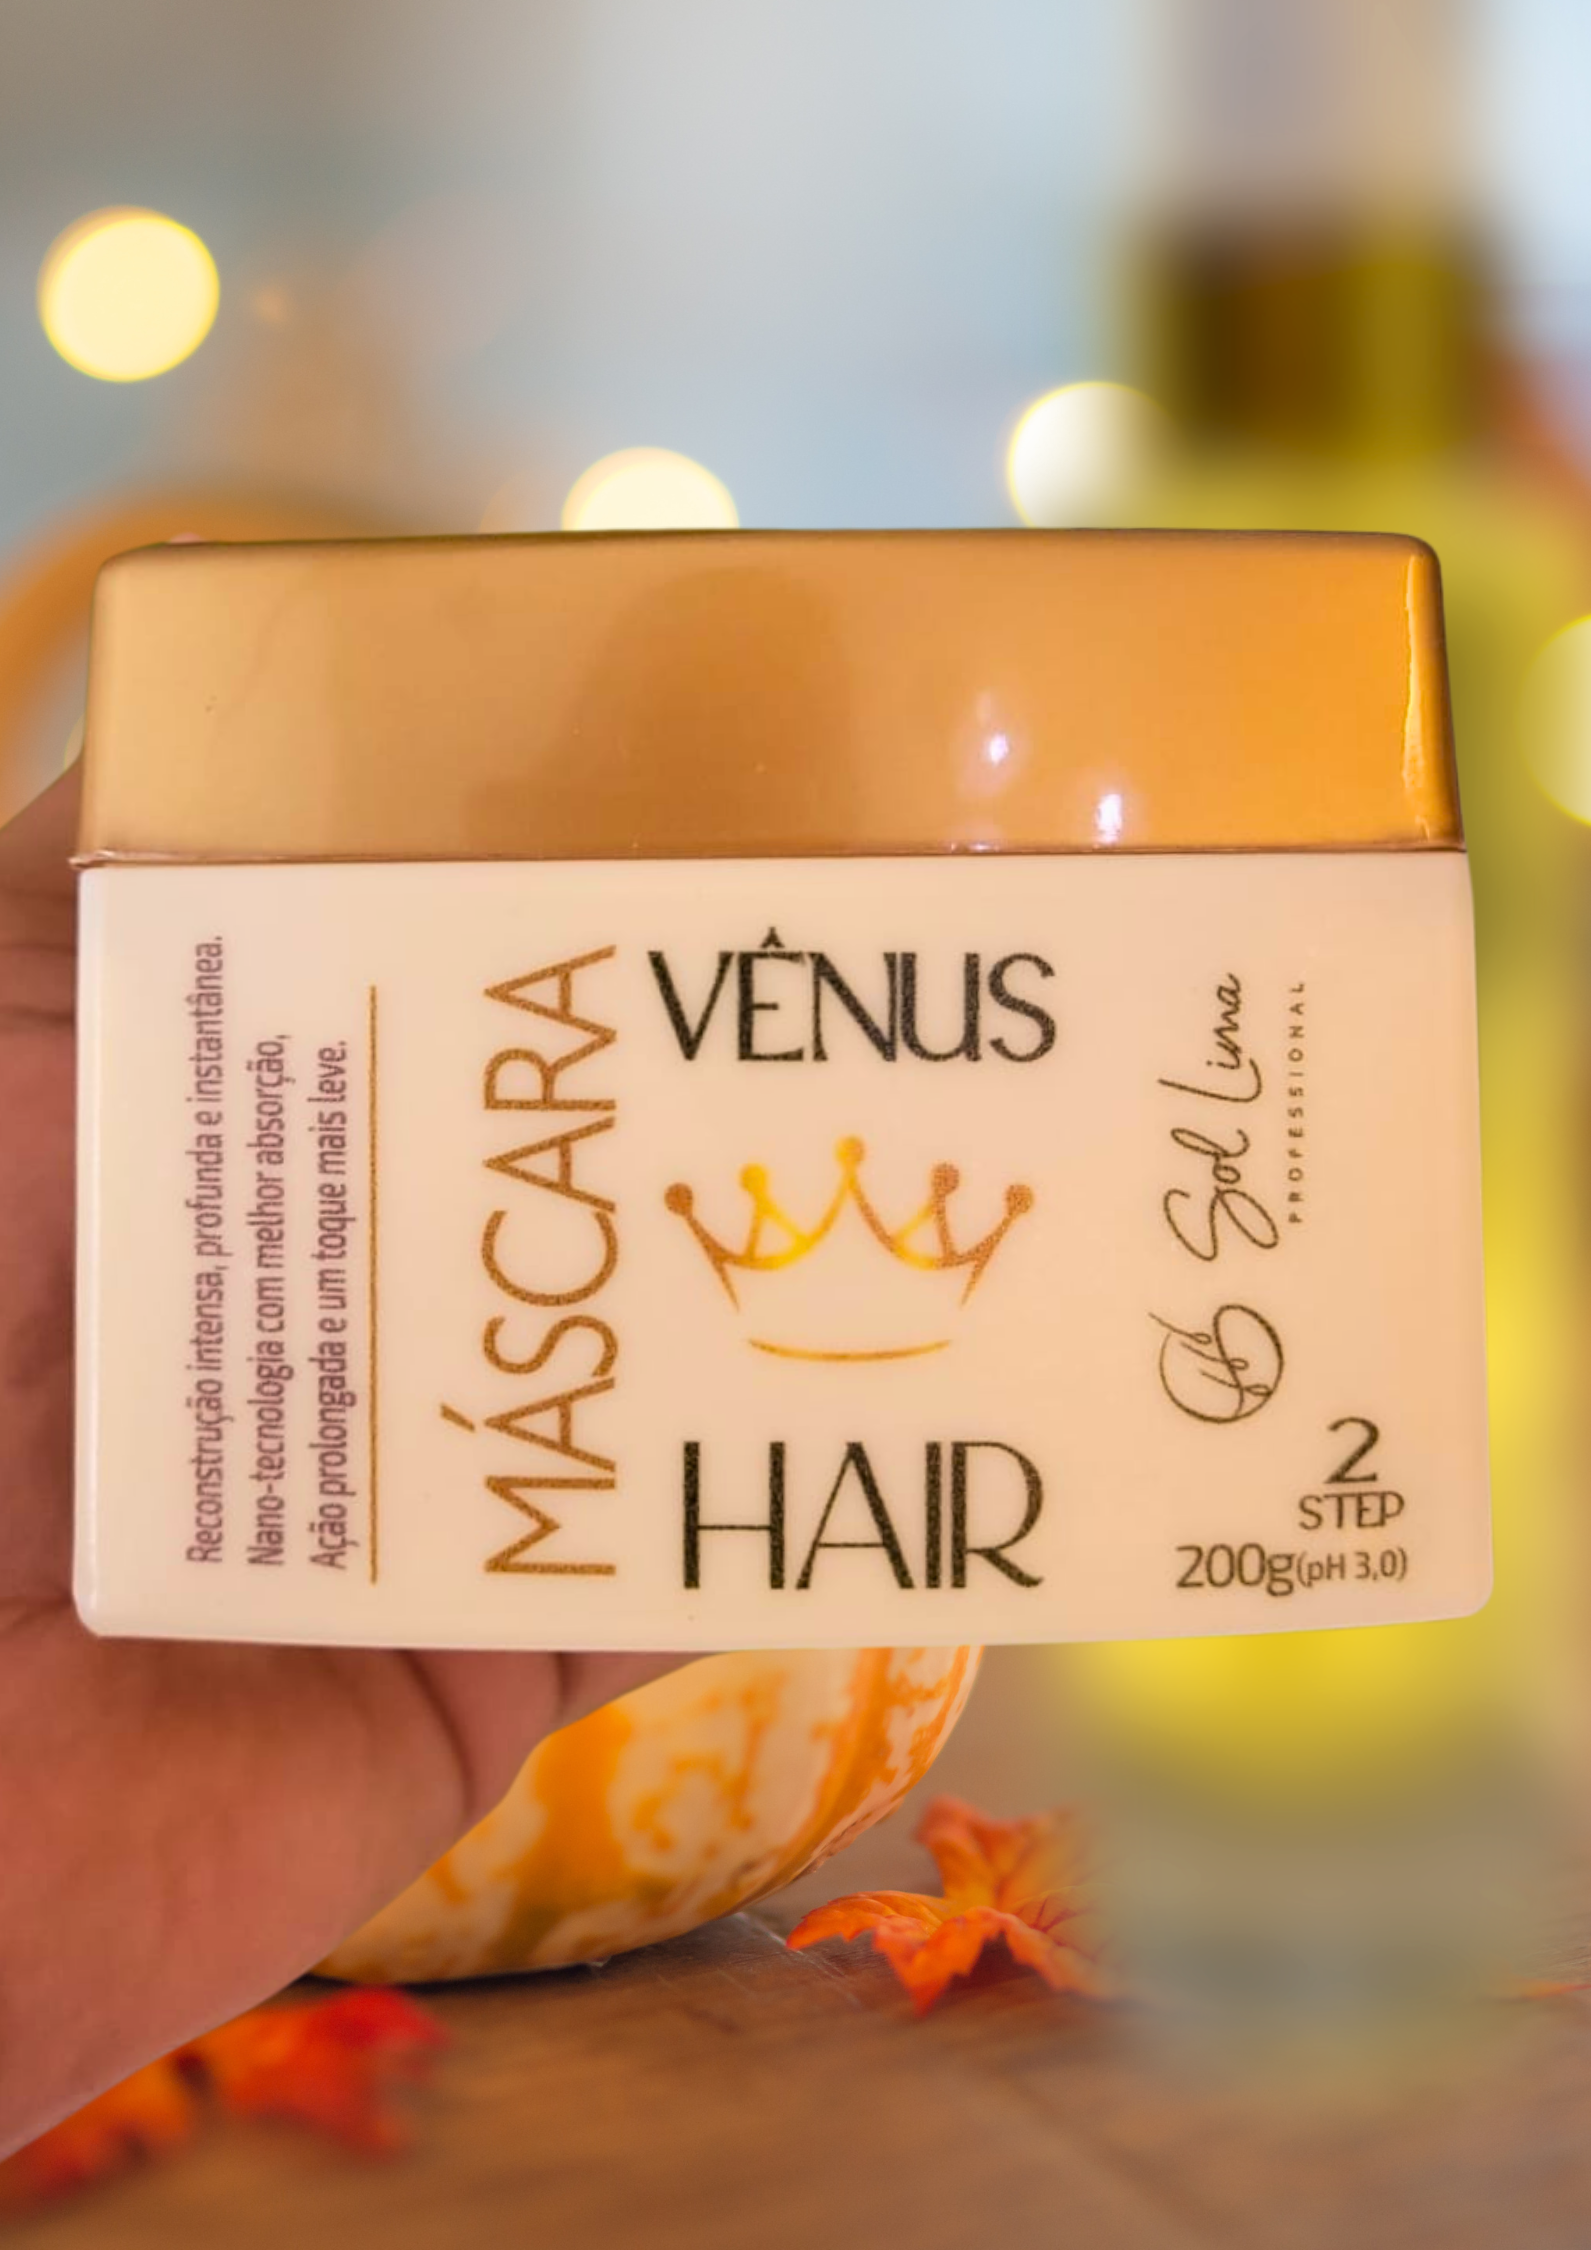 Reconstrução intensa, profunda e instantânea.
Nano-tecnologia com melhor absorção,
Ação prolongada e um toque mais leve.
MÁSCARA
VÊNUS
HAIR
Sol Lima
PROFESSIONAL
2
STEP
200g(pH 3,0)